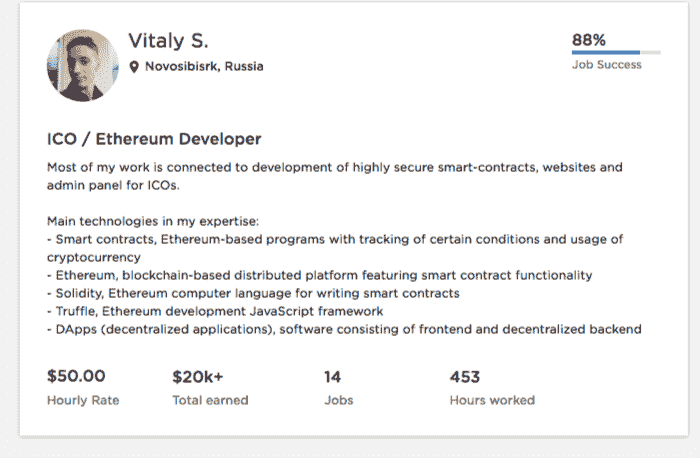 Vitaly S.
88%
Novosibisrk, Russia
Job Success
ICO / Ethereum Developer
Most of my work is connected to development of highly secure smart-contracts, websites and
admin panel for ICOs.
Main technologies in my expertise:
- Smart contracts, Ethereum-based programs with tracking of certain conditions and usage of
cryptocurrency
- Ethereum, blockchain-based distributed platform featuring smart contract functionality
- Solidity, Ethereum computer language for writing smart contracts
- Truffle, Ethereum development JavaScript framework
- DApps (decentralized applications), software consisting of frontend and decentralized backend
$50.00 $20k+ 14 453
Hourly Rate Total earned Jobs Hours worked